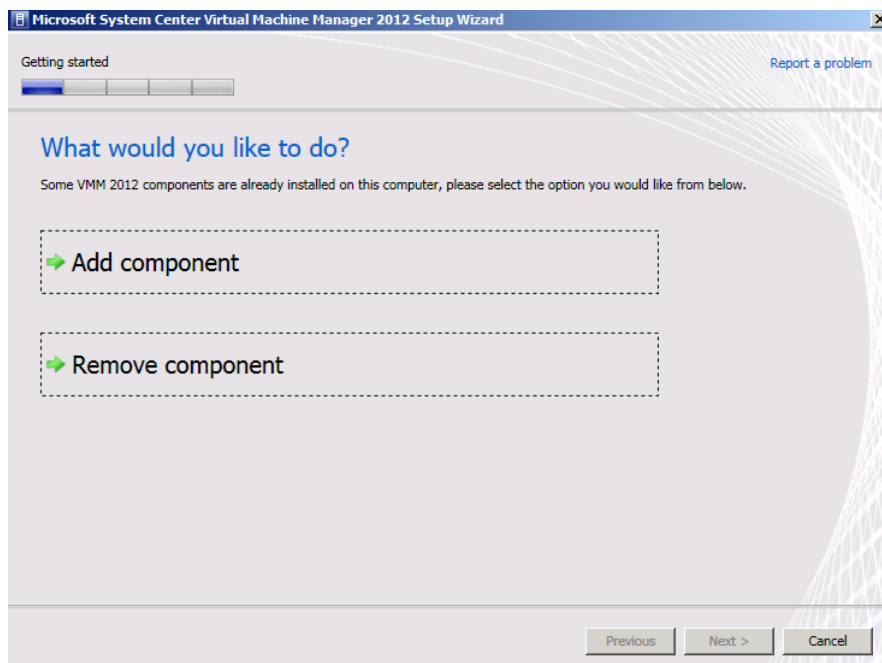 Microsoft System Center Virtual Machine Manager 2012 Setup Wizard
Getting started
Report a problem
What would you like to do?
Some VMM 2012 components are already installed on this computer, please select the option you would like from below.
Add component
Remove component
Previous
Next >
Cancel